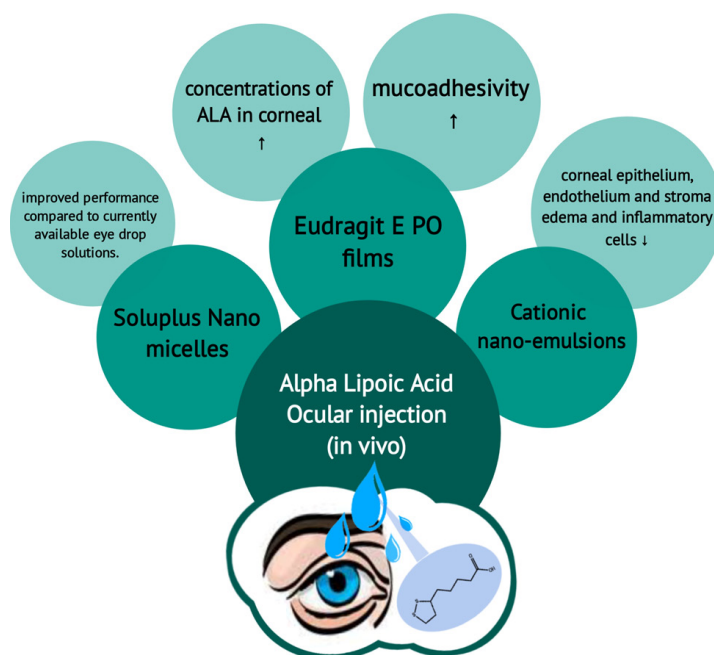 concentrations of
ALA in corneal
↑
mucoadhesivity
↑
improved performance
compared to currently
available eye drop
solutions.
corneal epithelium,
endothelium and stroma
edema and inflammatory
cells ↓
Eudragit E PO
films
Soluplus Nano
micelles
Cationic
nano-emulsions
Alpha Lipoic Acid
Ocular injection
(in vivo)
O
OH
S
S